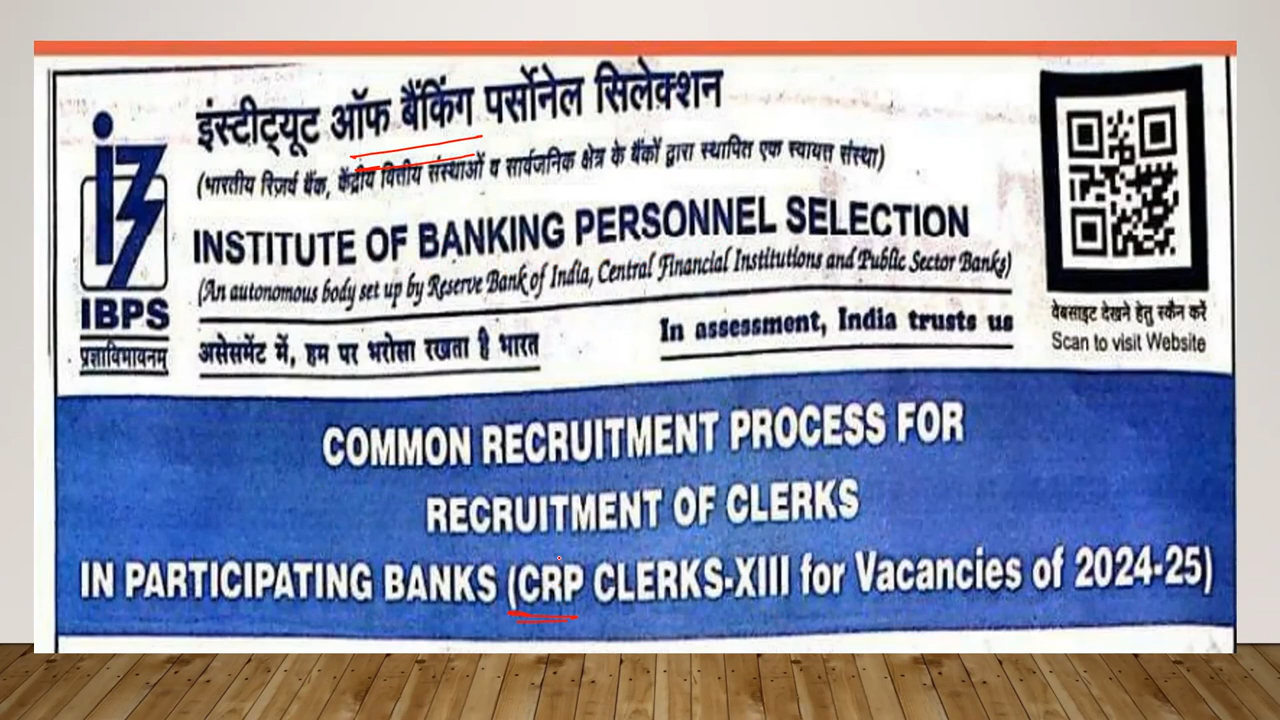 इंस्टीट्यूट ऑफ बैंकिंग पर्सोनेल सिलेक्शन
(भारतीय रिज़र्व बैंक, केंद्रीय वित्तीय संस्थाओं व सार्वजनिक क्षेत्र के बैंकों द्वारा स्थापित एक स्वायत्त संस्था)
INSTITUTE OF BANKING PERSONNEL SELECTION
(An autonomous body set up by Reserve Bank of India, Central Financial Institutions and Public Sector Banks)
IBPS
असेसमेंट में, हम पर भरोसा रखता है भारत
In assessment, India trusts us
वेबसाइट देखने हेतु स्कैन करें
Scan to visit Website
COMMON RECRUITMENT PROCESS FOR
RECRUITMENT OF CLERKS
IN PARTICIPATING BANKS (CRP CLERKS-XIII for Vacancies of 2024-25)